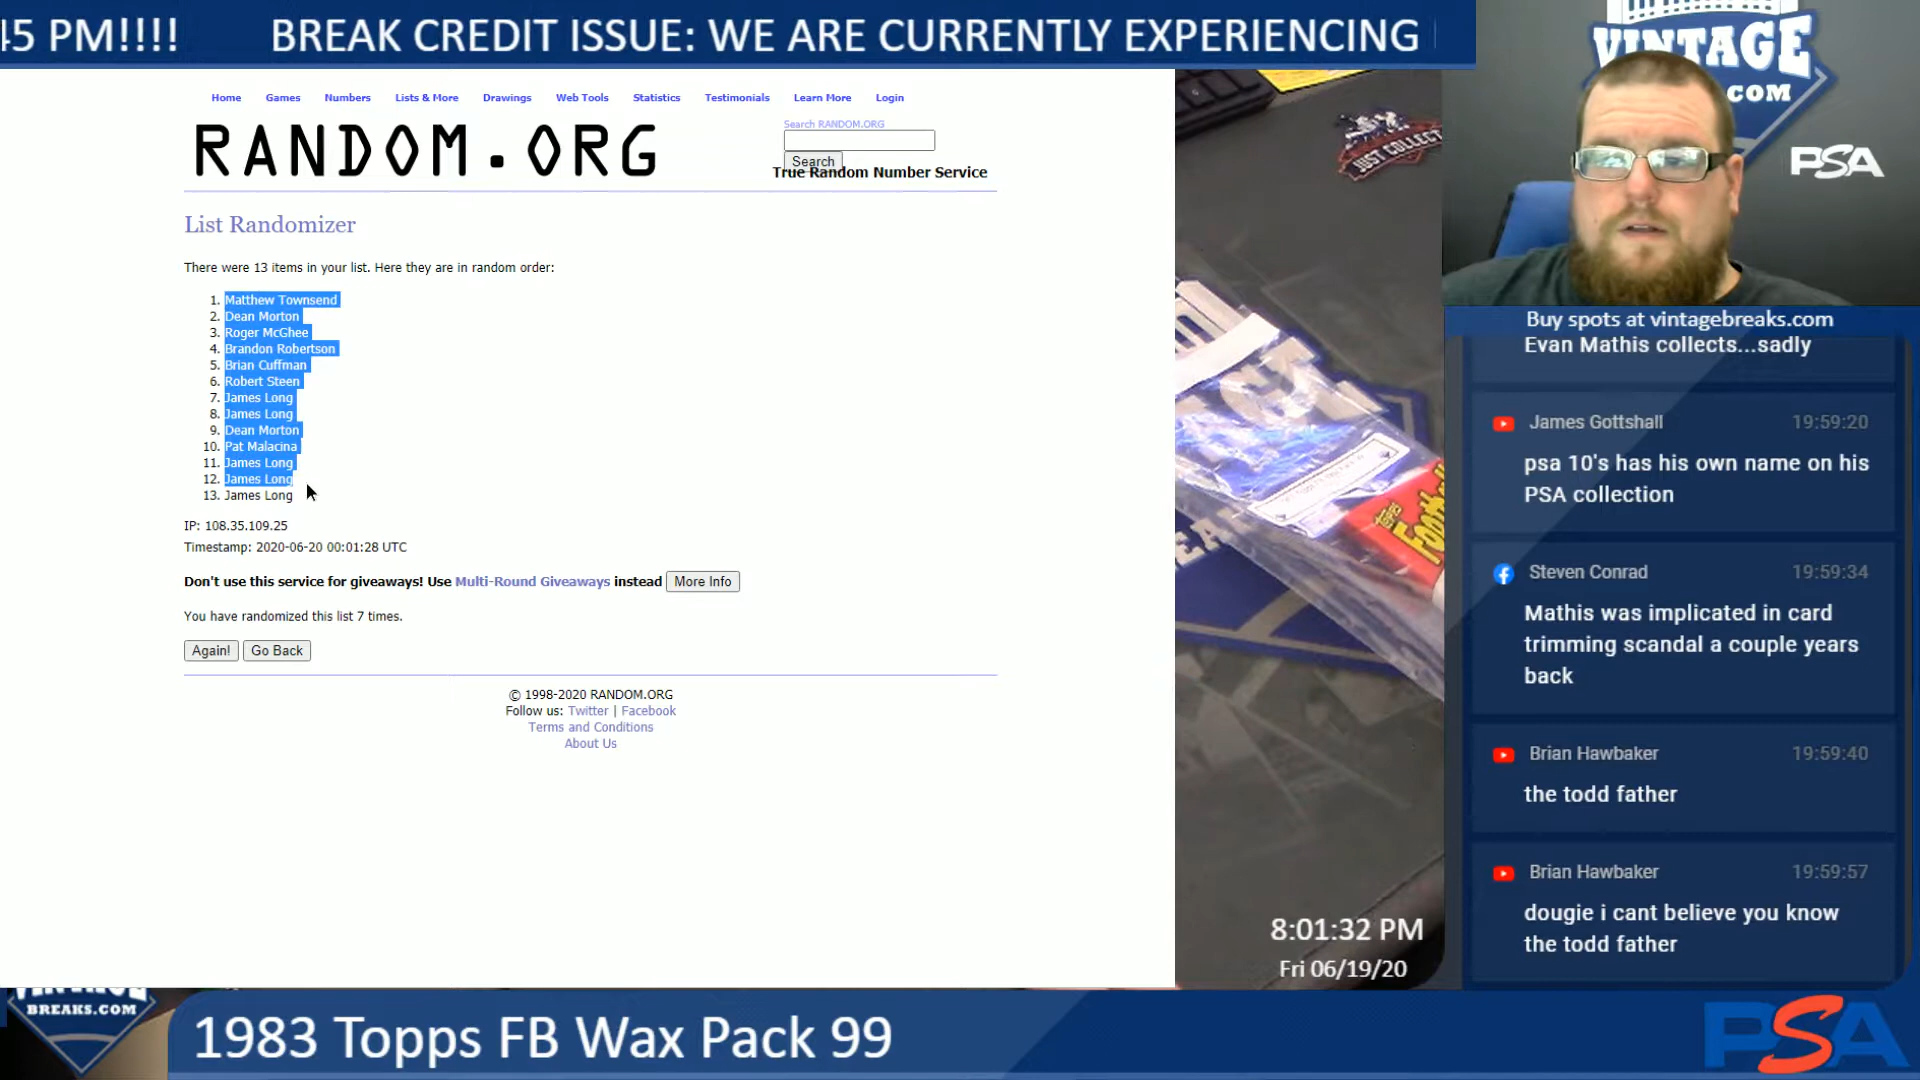 45 PM!!!! BREAK CREDIT ISSUE: WE ARE CURRENTLY EXPERIENCING
Home Games Numbers Lists & More Drawings Web Tools Statistics Testimonials Learn More Login
RANDOM.ORG
Search RANDOM.ORG
Search
True Random Number Service
List Randomizer
There were 13 items in your list. Here they are in random order:
1. Matthew Townsend
2. Dean Morton
3. Roger McGhee
4. Brandon Robertson
5. Brian Cuffman
6. Robert Steen
7. James Long
8. James Long
9. Dean Morton
10. Pat Malacina
11. James Long
12. James Long
13. James Long
IP: 108.35.109.25
Timestamp: 2020-06-20 00:01:28 UTC
Don't use this service for giveaways! Use Multi-Round Giveaways instead More Info
You have randomized this list 7 times.
Again! Go Back
© 1998-2020 RANDOM.ORG
Follow us: Twitter | Facebook
Terms and Conditions
About Us
JUST COLLECT
topps
Football
8:01:32 PM
Fri 06/19/20
VINTAGE
.COM
PSA
Buy spots at vintagebreaks.com
Evan Mathis collects...sadly
James Gottshall 19:59:20
psa 10's has his own name on his
PSA collection
Steven Conrad 19:59:34
Mathis was implicated in card
trimming scandal a couple years
back
Brian Hawbaker 19:59:40
the todd father
Brian Hawbaker 19:59:57
dougie i cant believe you know
the todd father
VINTAGE
BREAKS.COM
1983 Topps FB Wax Pack 99
PSA